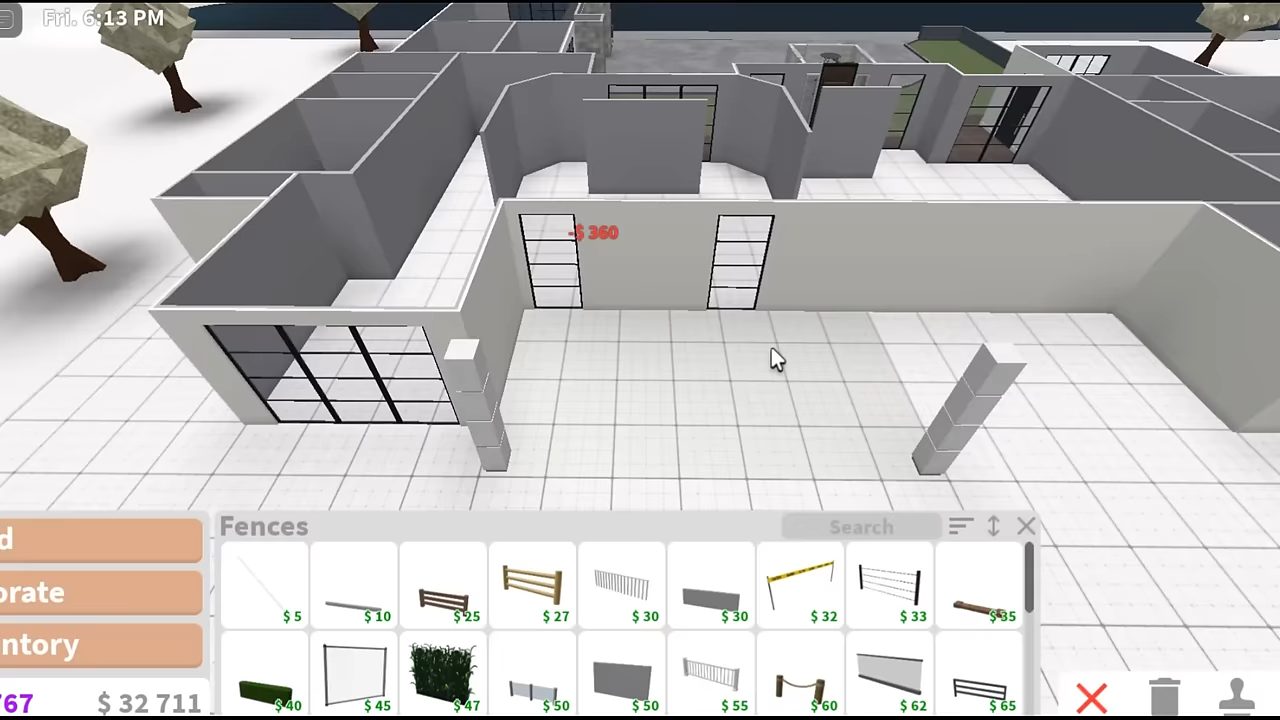 Fri. 6:13 PM
-$ 360
Fences
Search
$ 5
$ 10
$ 25
$ 27
$ 30
$ 30
$ 32
$ 33
$ 35
$ 40
$ 45
$ 47
$ 50
$ 50
$ 55
$ 60
$ 62
$ 65
d
orate
ntory
767
$ 32 711